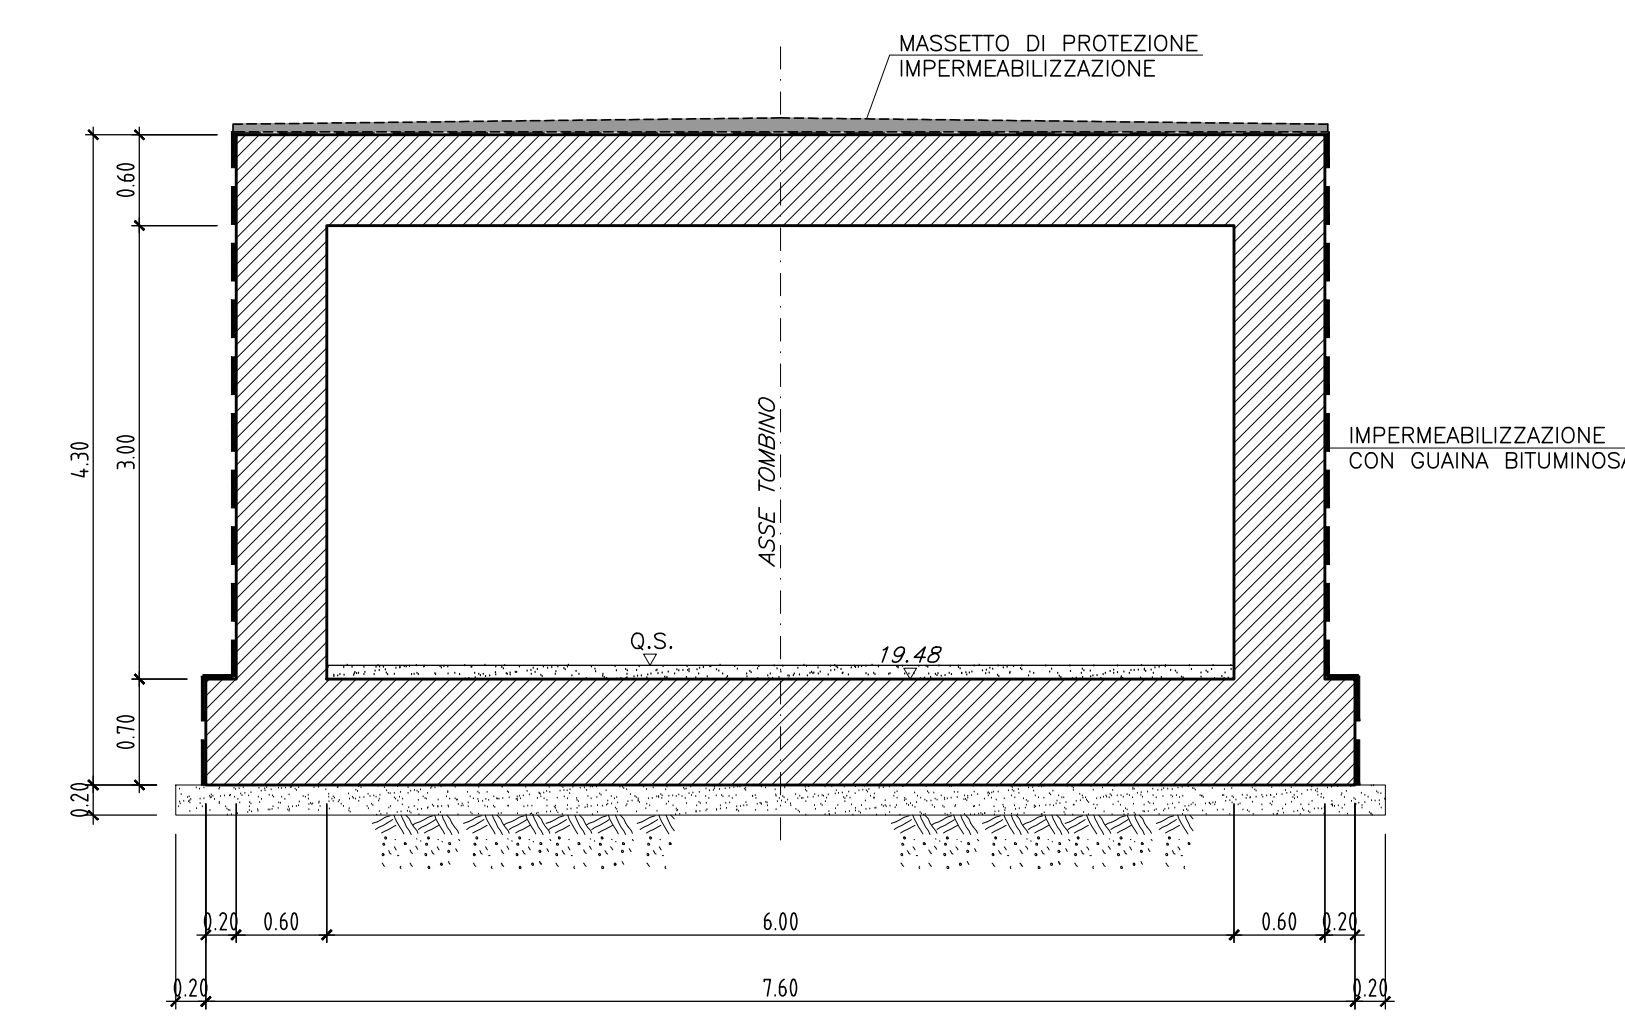 MASSETTO DI PROTEZIONE
IMPERMEABILIZZAZIONE
0.60
4.30
3.00
ASSE TOMBINO
IMPERMEABILIZZAZIONE
CON GUAINA BITUMINOSA
Q.S.
19.48
0.70
0.20
0.20
0.60
6.00
0.60
0.20
0.20
7.60
0.20